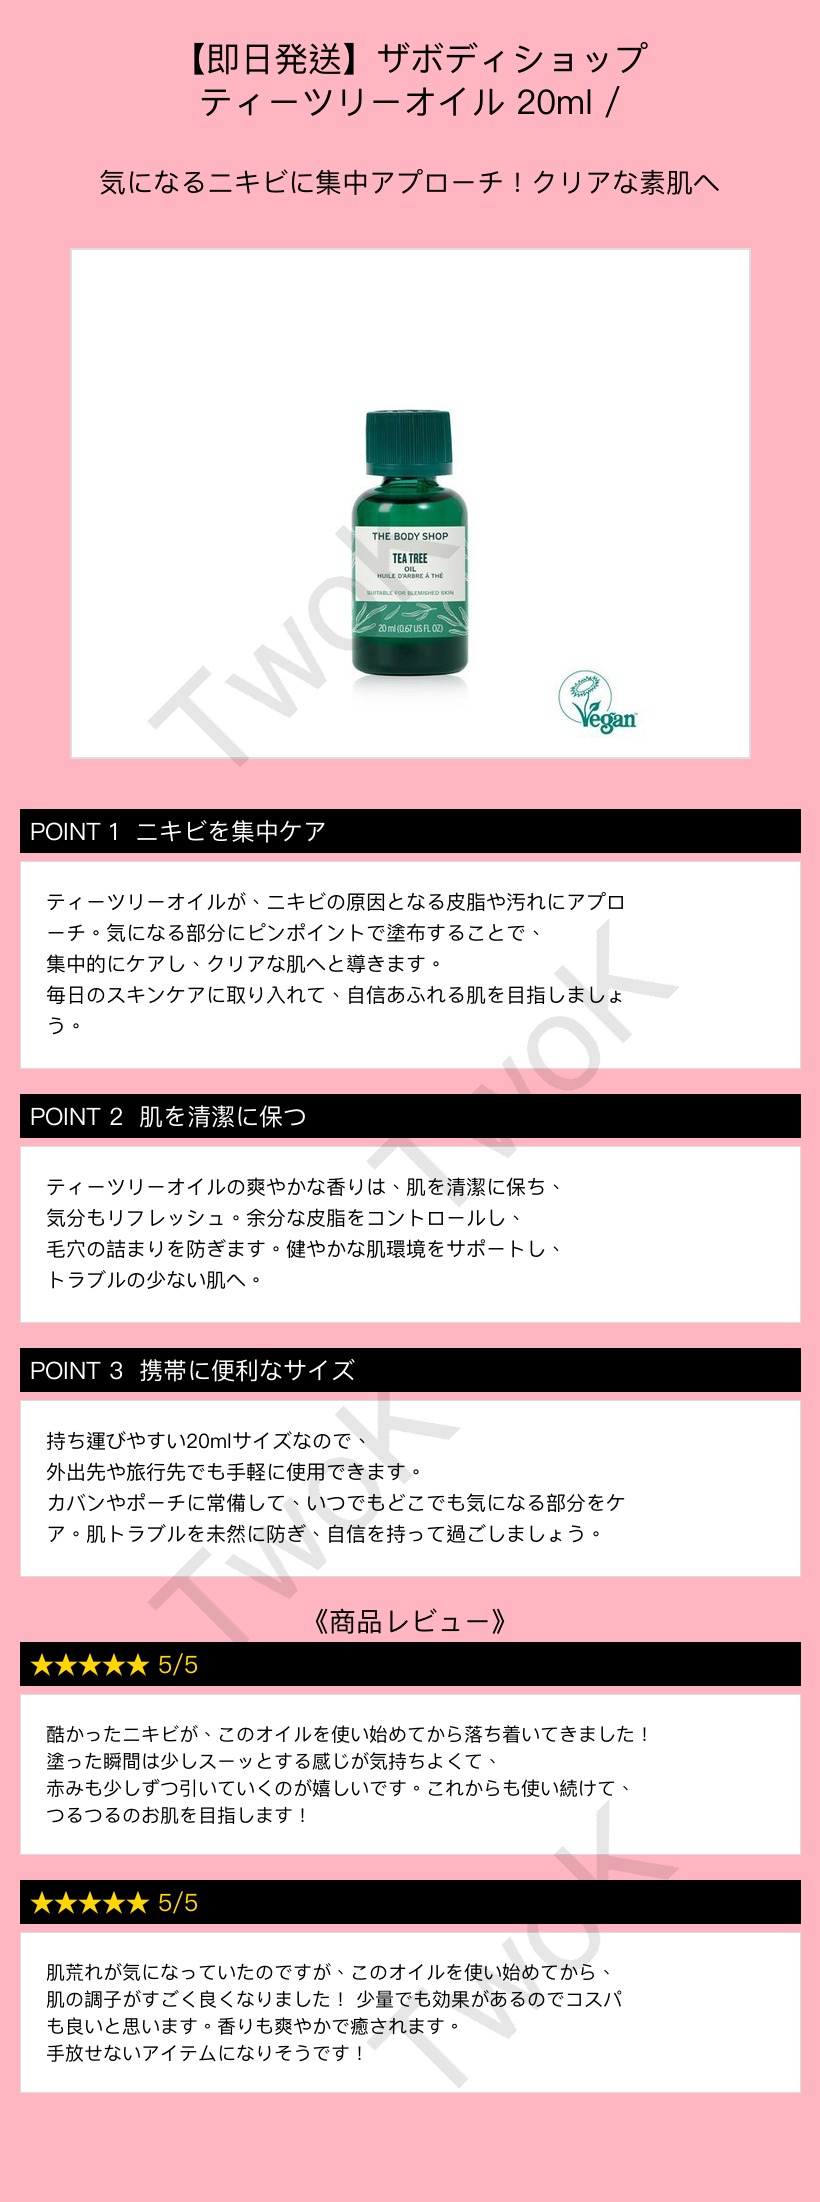 【即日発送】ザボディショップ
ティーツリーオイル 20ml /
気になるニキビに集中アプローチ！クリアな素肌へ
THE BODY SHOP
TEA TREE
OIL
HUILE D'ARBRE À THÉ
SUITABLE FOR BLEMISHED SKIN
20 ml (0.67 US FL OZ)
Vegan
TwoK
POINT 1 ニキビを集中ケア
ティーツリーオイルが、ニキビの原因となる皮脂や汚れにアプロ
ーチ。気になる部分にピンポイントで塗布することで、
集中的にケアし、クリアな肌へと導きます。
毎日のスキンケアに取り入れて、自信あふれる肌を目指しましょ
う。
TwoK
POINT 2 肌を清潔に保つ
ティーツリーオイルの爽やかな香りは、肌を清潔に保ち、
気分もリフレッシュ。余分な皮脂をコントロールし、
毛穴の詰まりを防ぎます。健やかな肌環境をサポートし、
トラブルの少ない肌へ。
POINT 3 携帯に便利なサイズ
持ち運びやすい20mlサイズなので、
外出先や旅行先でも手軽に使用できます。
カバンやポーチに常備して、いつでもどこでも気になる部分をケ
ア。肌トラブルを未然に防ぎ、自信を持って過ごしましょう。
TwoK
《商品レビュー》
★★★★★ 5/5
酷かったニキビが、このオイルを使い始めてから落ち着いてきました！
塗った瞬間は少しスーッとする感じが気持ちよくて、
赤みも少しずつ引いていくのが嬉しいです。これからも使い続けて、
つるつるのお肌を目指します！
★★★★★ 5/5
肌荒れが気になっていたのですが、このオイルを使い始めてから、
肌の調子がすごく良くなりました！ 少量でも効果があるのでコスパ
も良いと思います。香りも爽やかで癒されます。
手放せないアイテムになりそうです！
TwoK